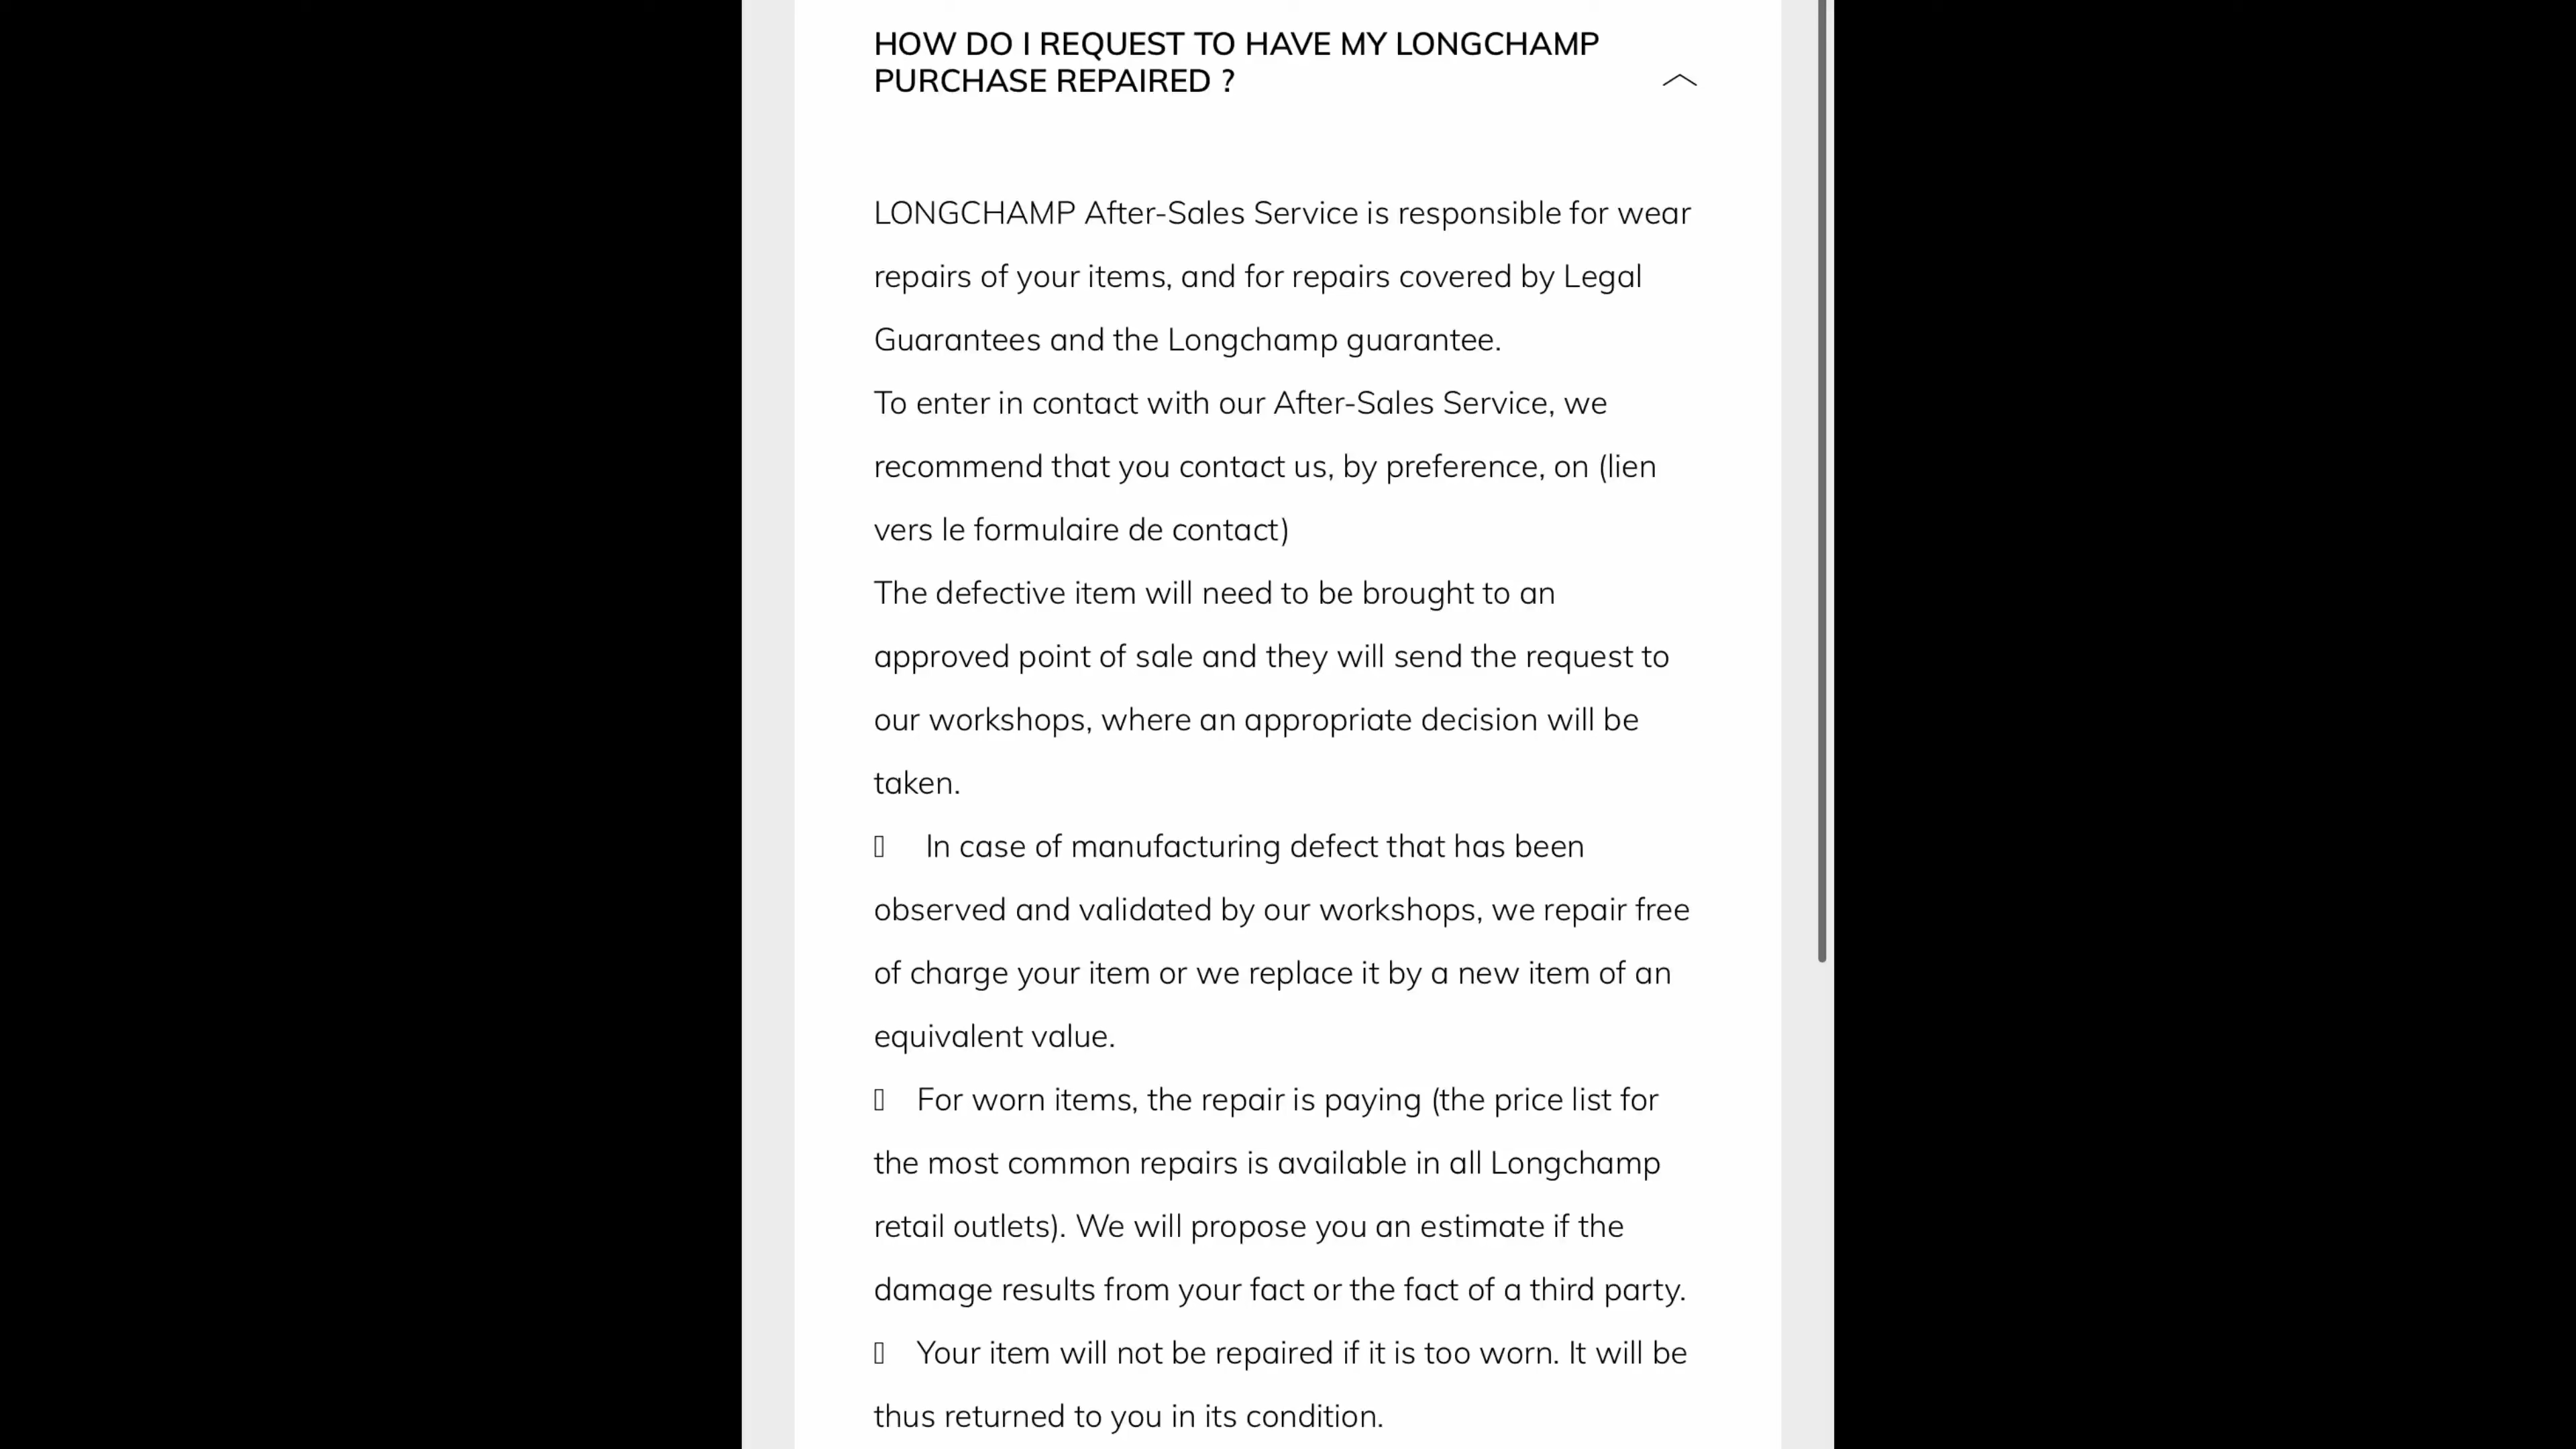 HOW DO I REQUEST TO HAVE MY LONGCHAMP
PURCHASE REPAIRED ?
LONGCHAMP After-Sales Service is responsible for wear
repairs of your items, and for repairs covered by Legal
Guarantees and the Longchamp guarantee.
To enter in contact with our After-Sales Service, we
recommend that you contact us, by preference, on (lien
vers le formulaire de contact)
The defective item will need to be brought to an
approved point of sale and they will send the request to
our workshops, where an appropriate decision will be
taken.
In case of manufacturing defect that has been
observed and validated by our workshops, we repair free
of charge your item or we replace it by a new item of an
equivalent value.
For worn items, the repair is paying (the price list for
the most common repairs is available in all Longchamp
retail outlets). We will propose you an estimate if the
damage results from your fact or the fact of a third party.
Your item will not be repaired if it is too worn. It will be
thus returned to you in its condition.